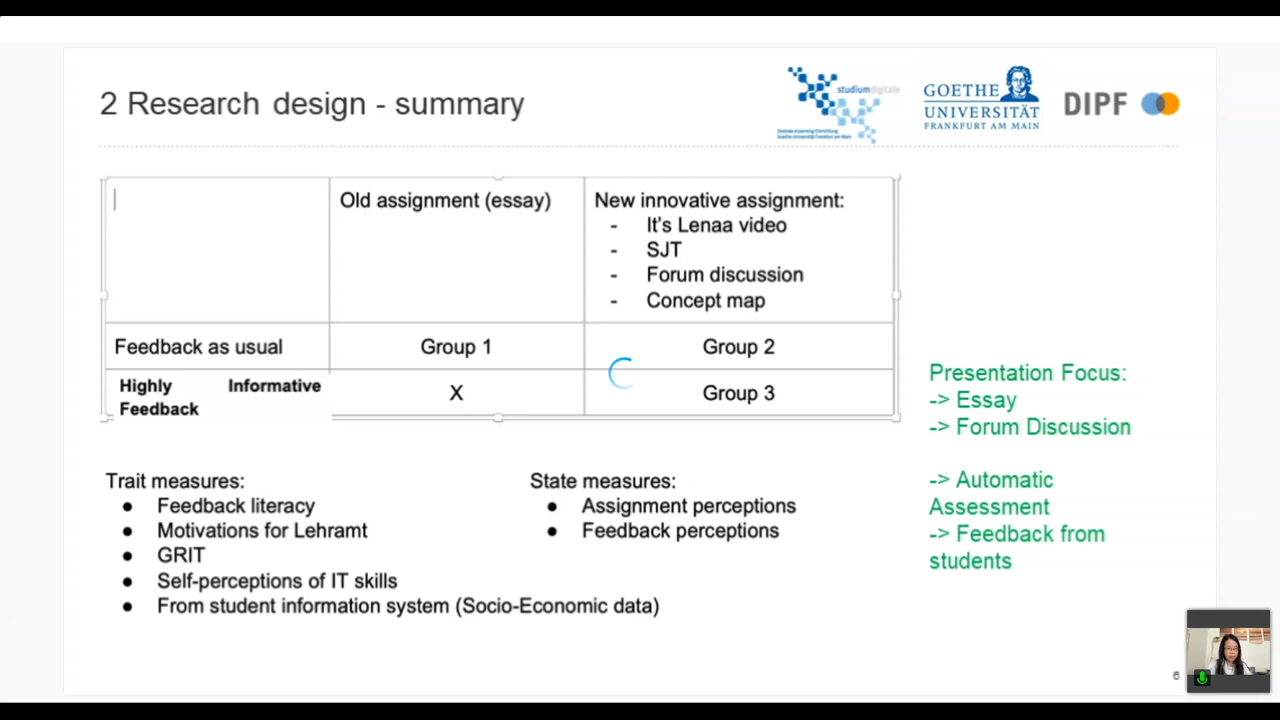 2 Research design - summary
studiumdigitale
GOETHE
UNIVERSITÄT
FRANKFURT AM MAIN
DIPF
Old assignment (essay)
New innovative assignment:
- It's Lenaa video
- SJT
- Forum discussion
- Concept map
Feedback as usual
Group 1
Group 2
Highly Informative
Feedback
X
Group 3
Presentation Focus:
--> Essay
--> Forum Discussion
--> Automatic
Assessment
--> Feedback from
students
Trait measures:
● Feedback literacy
● Motivations for Lehramt
● GRIT
● Self-perceptions of IT skills
● From student information system (Socio-Economic data)
State measures:
● Assignment perceptions
● Feedback perceptions
6